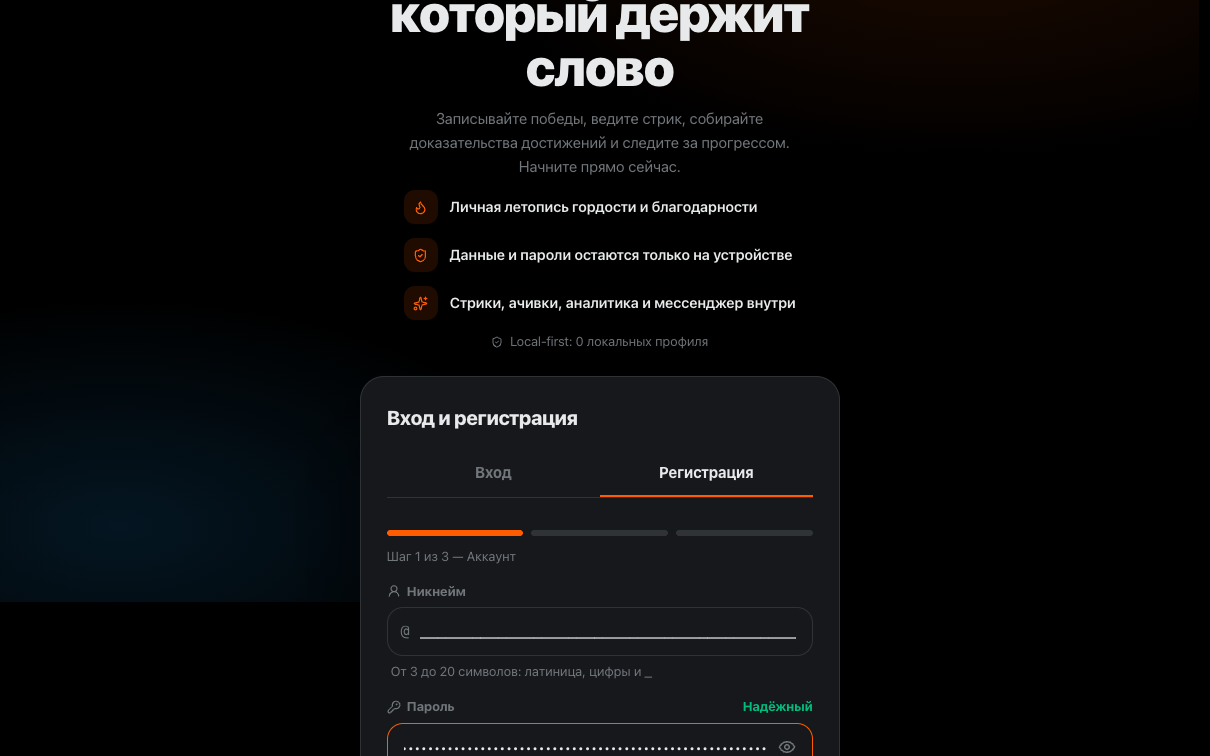 который держит
слово
Записывайте победы, ведите стрик, собирайте
доказательства достижений и следите за прогрессом.
Начните прямо сейчас.
Личная летопись гордости и благодарности
Данные и пароли остаются только на устройстве
Стрики, ачивки, аналитика и мессенджер внутри
Local-first: 0 локальных профиля
Вход и регистрация
Вход
Регистрация
Шаг 1 из 3 — Аккаунт
Никнейм
@
От 3 до 20 символов: латиница, цифры и _
Пароль
Надёжный